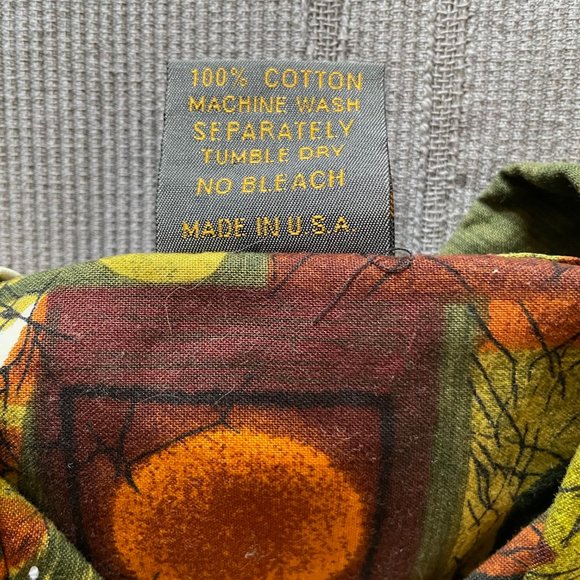 100% COTTON
MACHINE WASH
SEPARATELY
TUMBLE DRY
NO BLEACH
MADE IN U.S.A.